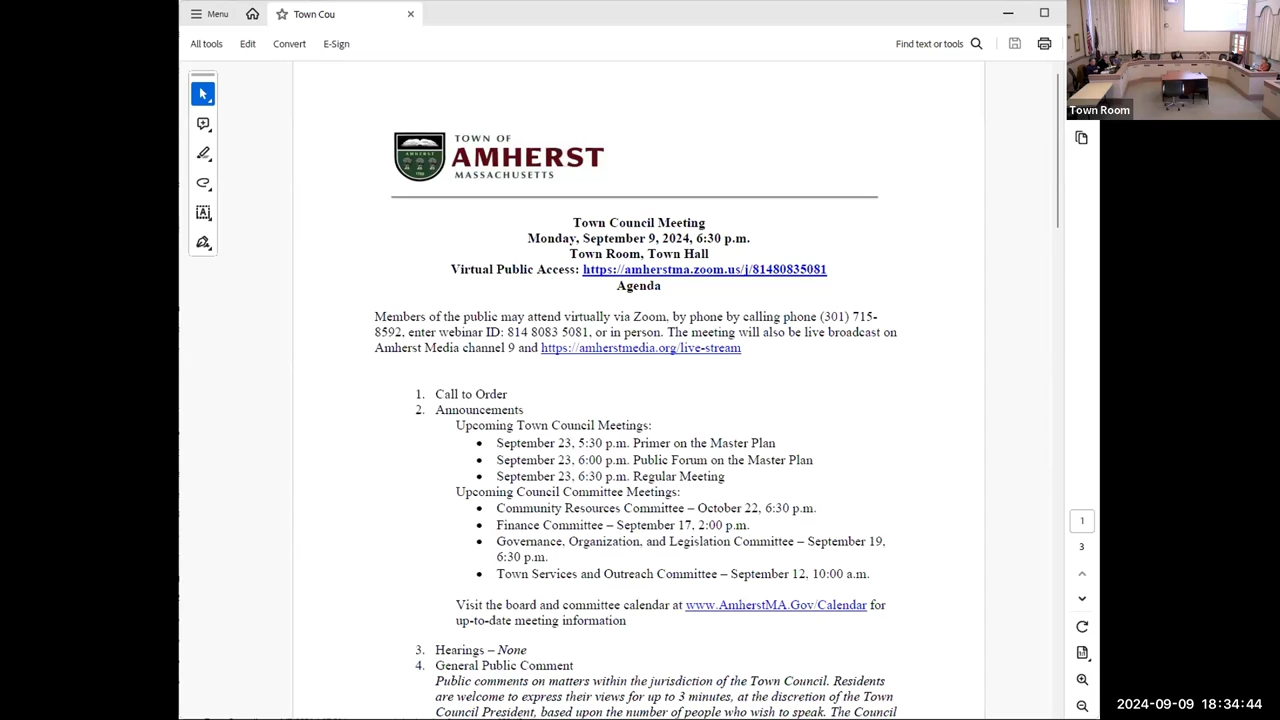 Menu
Town Cou
All tools
Edit
Convert
E-Sign
Find text or tools
Town Room
TOWN OF
AMHERST
MASSACHUSETTS
Town Council Meeting
Monday, September 9, 2024, 6:30 p.m.
Town Room, Town Hall
Virtual Public Access: https://amherstma.zoom.us/j/81480835081
Agenda
Members of the public may attend virtually via Zoom, by phone by calling phone (301) 715-
8592, enter webinar ID: 814 8083 5081, or in person. The meeting will also be live broadcast on
Amherst Media channel 9 and https://amherstmedia.org/live-stream
1. Call to Order
2. Announcements
Upcoming Town Council Meetings:
• September 23, 5:30 p.m. Primer on the Master Plan
• September 23, 6:00 p.m. Public Forum on the Master Plan
• September 23, 6:30 p.m. Regular Meeting
Upcoming Council Committee Meetings:
• Community Resources Committee – October 22, 6:30 p.m.
• Finance Committee – September 17, 2:00 p.m.
• Governance, Organization, and Legislation Committee – September 19,
6:30 p.m.
• Town Services and Outreach Committee – September 12, 10:00 a.m.
Visit the board and committee calendar at www.AmherstMA.Gov/Calendar for
up-to-date meeting information
3. Hearings – None
4. General Public Comment
Public comments on matters within the jurisdiction of the Town Council. Residents
are welcome to express their views for up to 3 minutes, at the discretion of the Town
Council President, based upon the number of people who wish to speak. The Council
1
3
2024-09-09 18:34:44